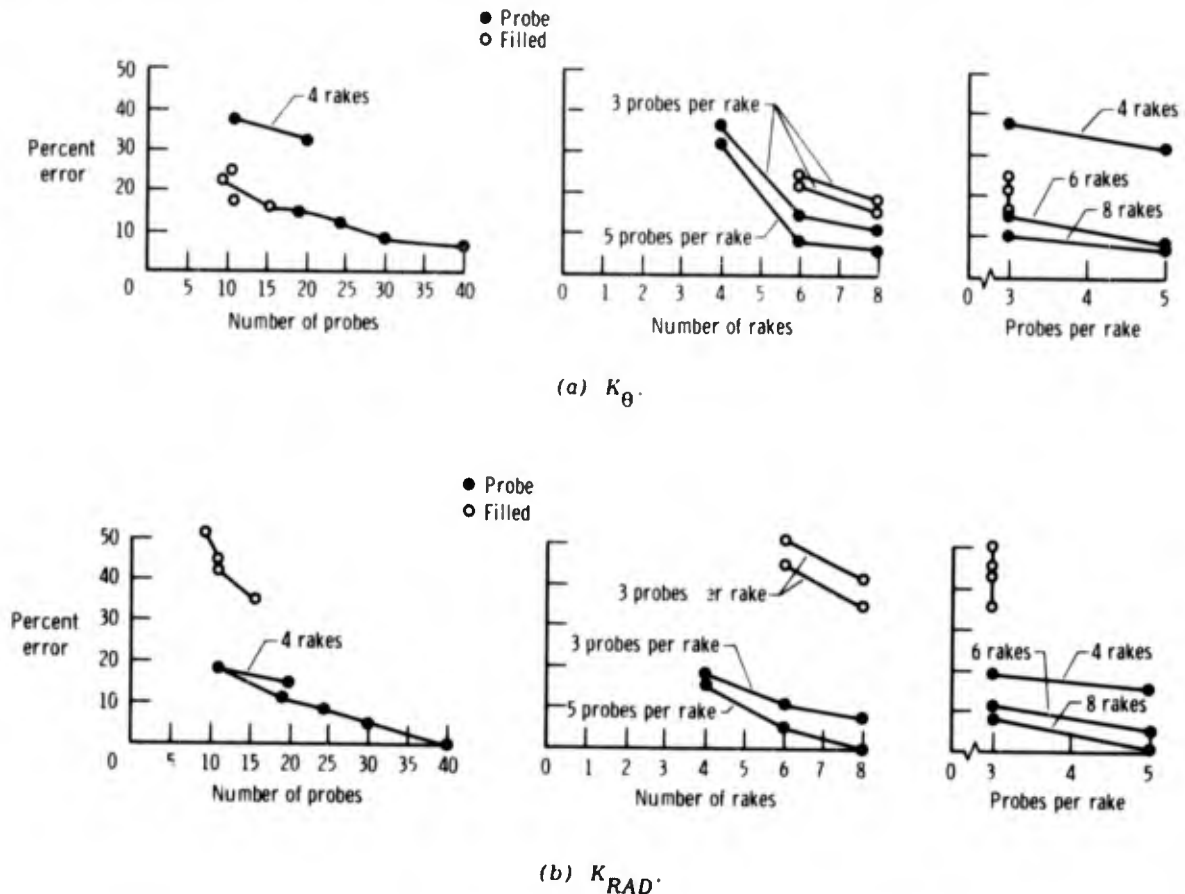 ● Probe
○ Filled
50
40
30
20
10
0
Percent
error
4 rakes
5 10 15 20 25 30 35 40
Number of probes
3 probes per rake
5 probes per rake
0 1 2 3 4 5 6 7 8
Number of rakes
4 rakes
6 rakes
8 rakes
0 3 4 5
Probes per rake
(a) Kθ.
● Probe
○ Filled
50
40
30
20
10
0
Percent
error
4 rakes
5 10 15 20 25 30 35 40
Number of probes
3 probes per rake
3 probes per rake
5 probes per rake
0 1 2 3 4 5 6 7 8
Number of rakes
6 rakes
4 rakes
8 rakes
0 3 4 5
Probes per rake
(b) KRAD.